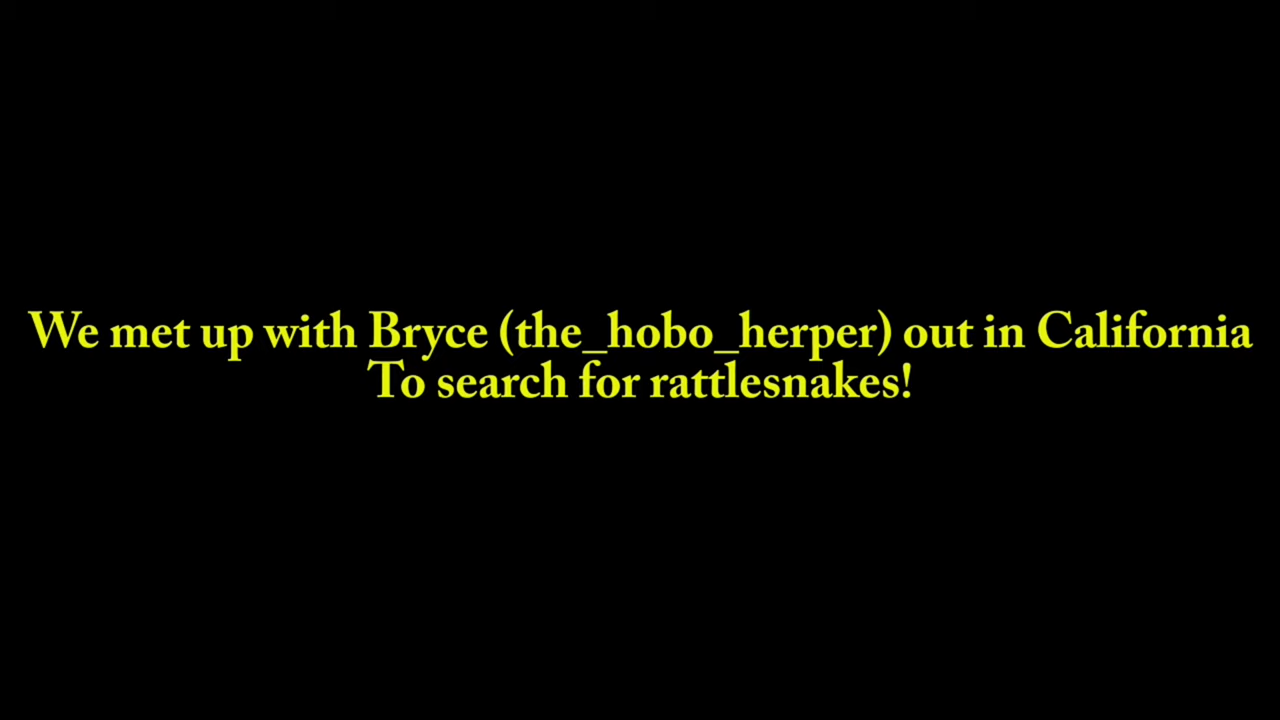 We met up with Bryce (the_hobo_herper) out in California
To search for rattlesnakes!